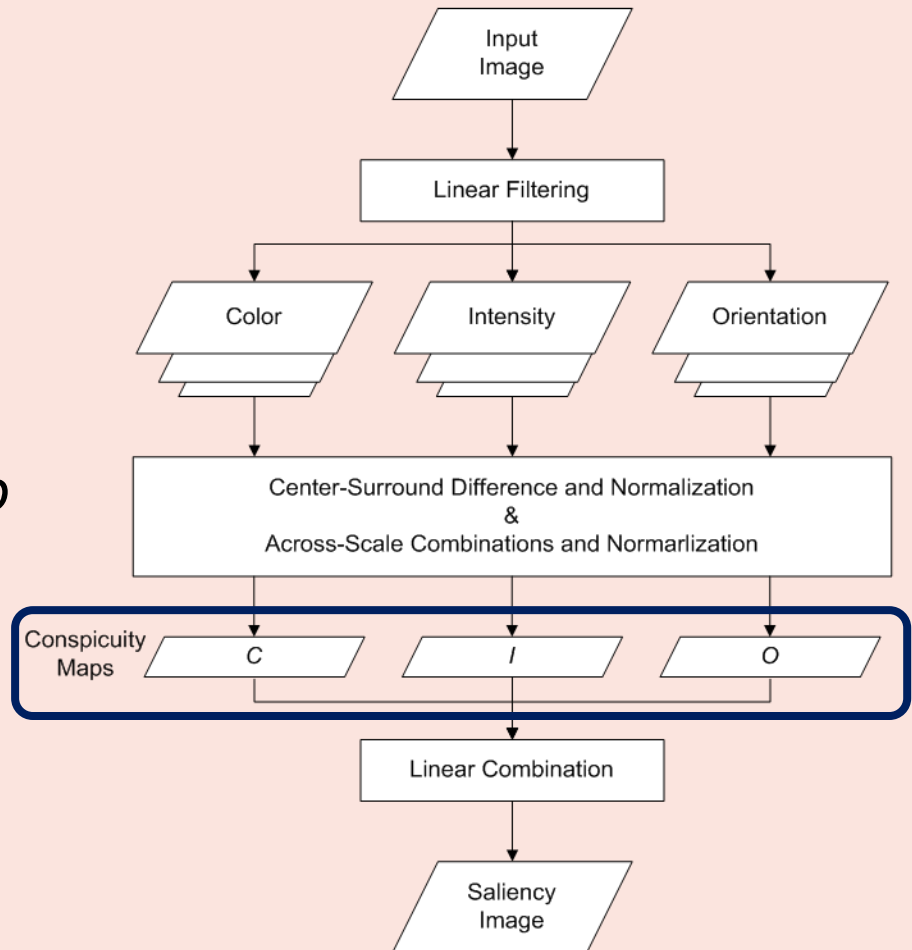 Input
Image
Linear Filtering
Color
Intensity
Orientation
Center-Surround Difference and Normalization
&
Across-Scale Combinations and Normarlization
Conspicuity
Maps
C
I
O
Linear Combination
Saliency
Image